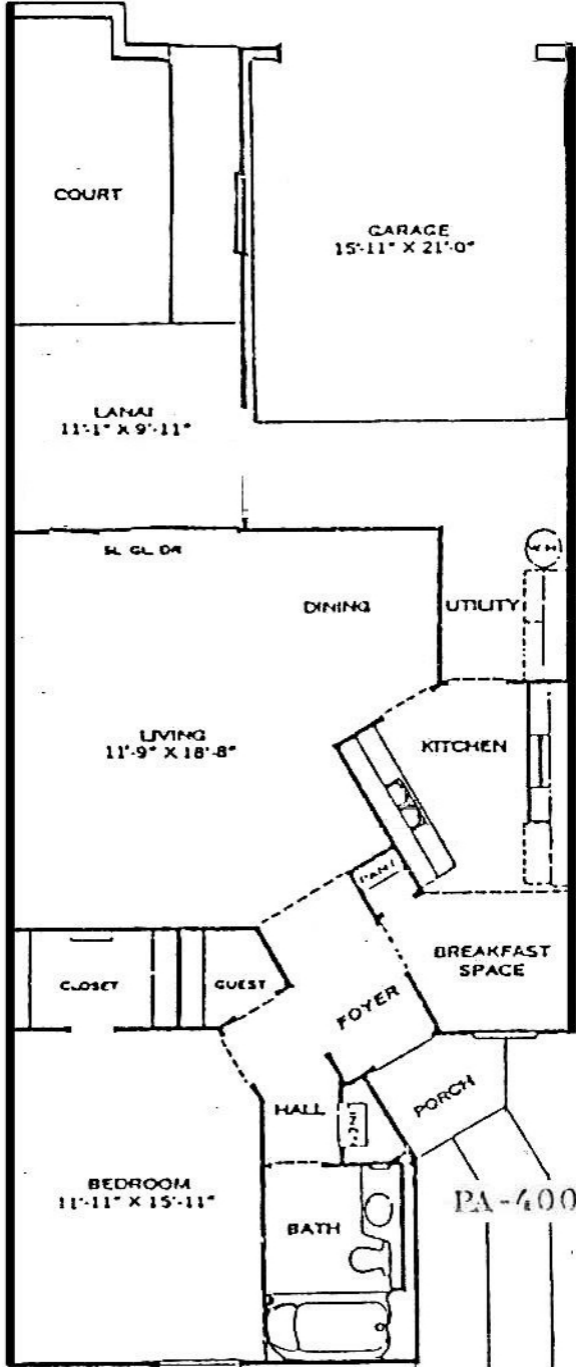 COURT
GARAGE
15'-11" X 21'-0"
LANAI
11'-1" X 9'-11"
SL. GL. DR
DINING
UTILITY
W H
LIVING
11'-9" X 18'-8"
KITCHEN
PANT.
BREAKFAST
SPACE
CLOSET
GUEST
FOYER
HALL
PORCH
BEDROOM
11'-11" X 15'-11"
BATH
PA-400